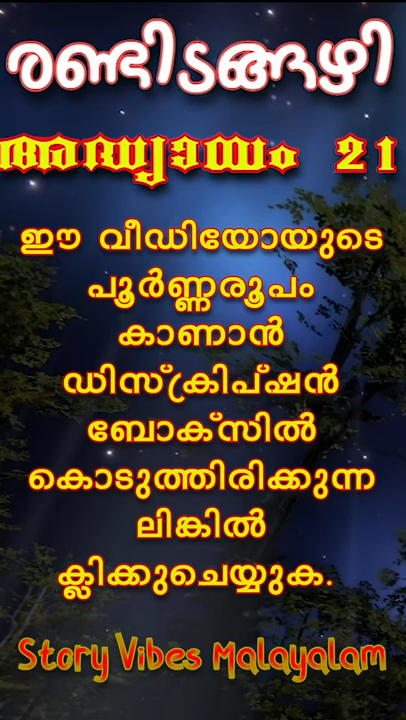 രണ്ടിടങ്ങഴി
അദ്ധ്യായം 21
ഈ വീഡിയോയുടെ
പൂർണ്ണരൂപം
കാണാൻ
ഡിസ്ക്രിപ്ഷൻ
ബോക്സിൽ
കൊടുത്തിരിക്കുന്ന
ലിങ്കിൽ
ക്ലിക്കുചെയ്യുക.
Story Vibes Malayalam